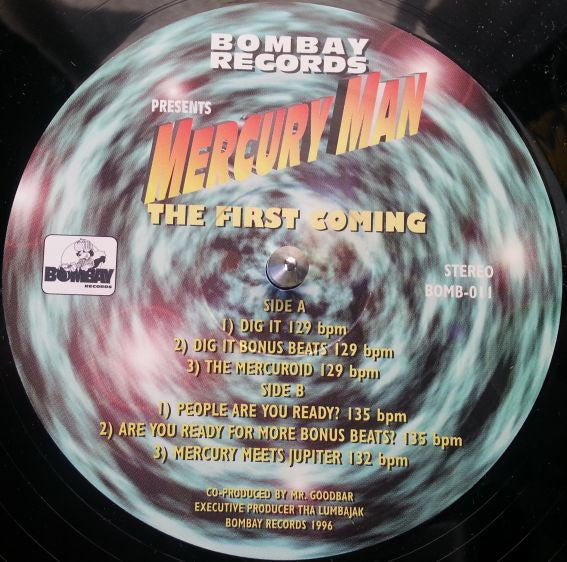 BOMBAY
RECORDS
PRESENTS
MERCURY MAN
THE FIRST COMING
BOMBAY
RECORDS
STEREO
BOMB-011
SIDE A
1) DIG IT 129 bpm
2) DIG IT BONUS BEATS 129 bpm
3) THE MERCUROID 129 bpm
SIDE B
1) PEOPLE ARE YOU READY? 135 bpm
2) ARE YOU READY FOR MORE BONUS BEATS? 135 bpm
3) MERCURY MEETS JUPITER 132 bpm
CO-PRODUCED BY MR. GOODBAR
EXECUTIVE PRODUCER THA LUMBAJAK
BOMBAY RECORDS 1996